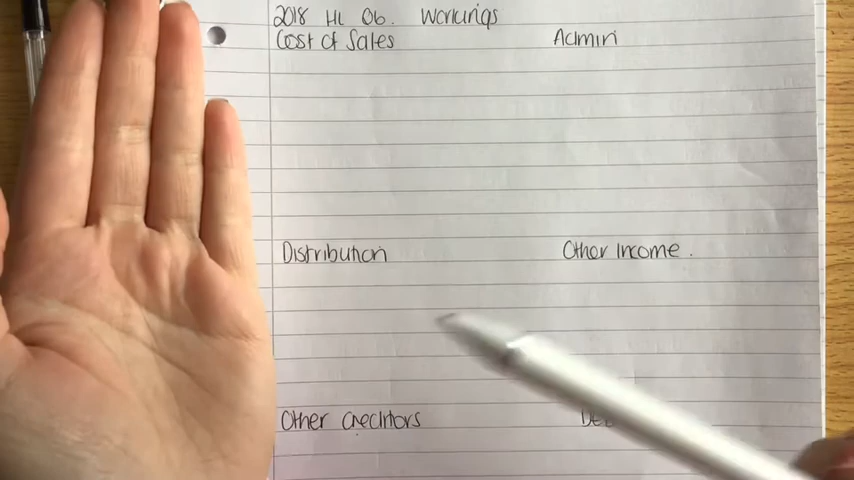 2018 HL Q6. Workings
Cost of Sales Admin
Distribution Other Income.
Other Creditors